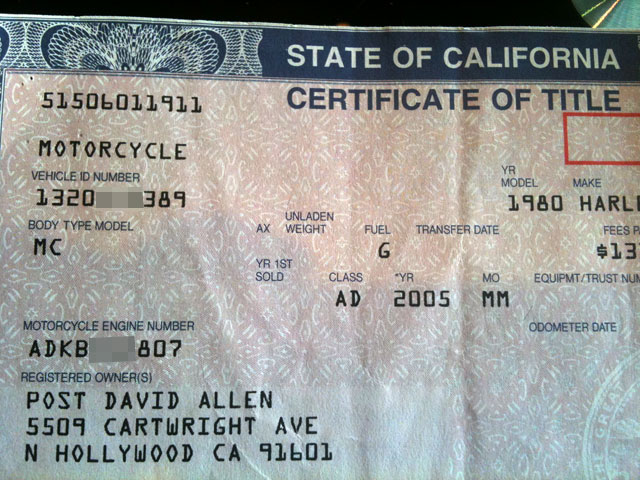 STATE OF CALIFORNIA
CERTIFICATE OF TITLE
51506011911
MOTORCYCLE
VEHICLE ID NUMBER
YR
MODEL
MAKE
1320 389
1980 HARL
BODY TYPE MODEL
AX
UNLADEN
WEIGHT
FUEL
TRANSFER DATE
FEES
MC
G
$13
YR 1ST
SOLD
CLASS
*YR
MO
EQUIPMT/TRUST NUM
AD
2005
MM
MOTORCYCLE ENGINE NUMBER
ODOMETER DATE
ADKB 807
REGISTERED OWNER(S)
POST DAVID ALLEN
5509 CARTWRIGHT AVE
N HOLLYWOOD CA 91601